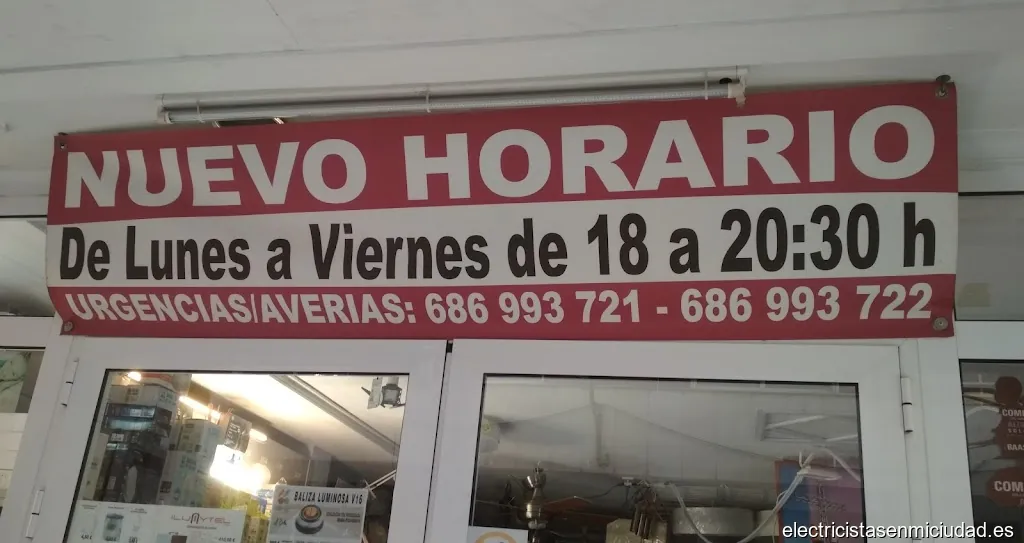 NUEVO HORARIO
De Lunes a Viernes de 18 a 20:30 h
URGENCIAS/AVERIAS: 686 993 721 - 686 993 722
BALIZA LUMINOSA V16
electricistasenmiciudad.es